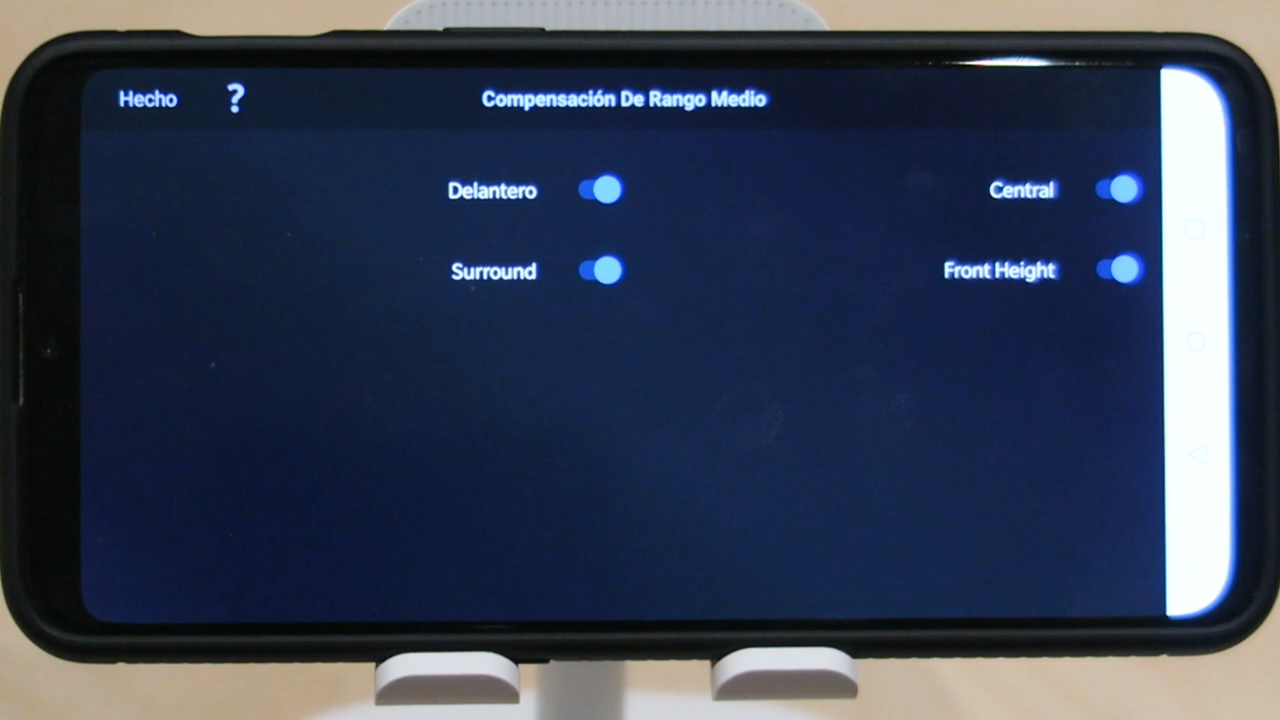 Hecho ? Compensación De Rango Medio
Delantero Central
Surround Front Height